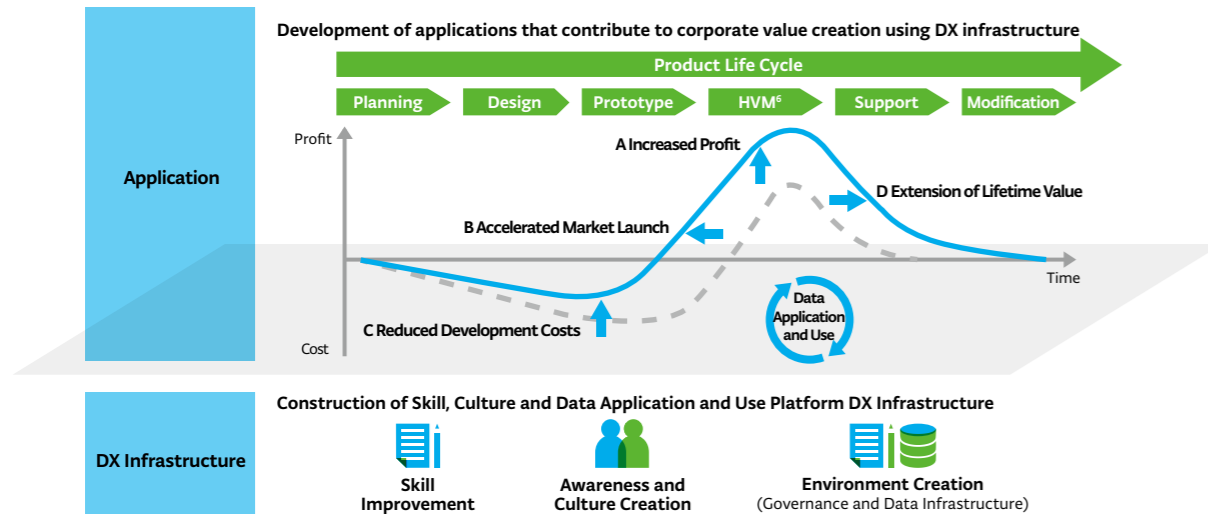 Development of applications that contribute to corporate value creation using DX infrastructure
Product Life Cycle
Planning
Design
Prototype
HVM⁶
Support
Modification
Application
Profit
A Increased Profit
D Extension of Lifetime Value
B Accelerated Market Launch
Time
Data
Application
and Use
C Reduced Development Costs
Cost
DX Infrastructure
Construction of Skill, Culture and Data Application and Use Platform DX Infrastructure
Skill
Improvement
Awareness and
Culture Creation
Environment Creation
(Governance and Data Infrastructure)